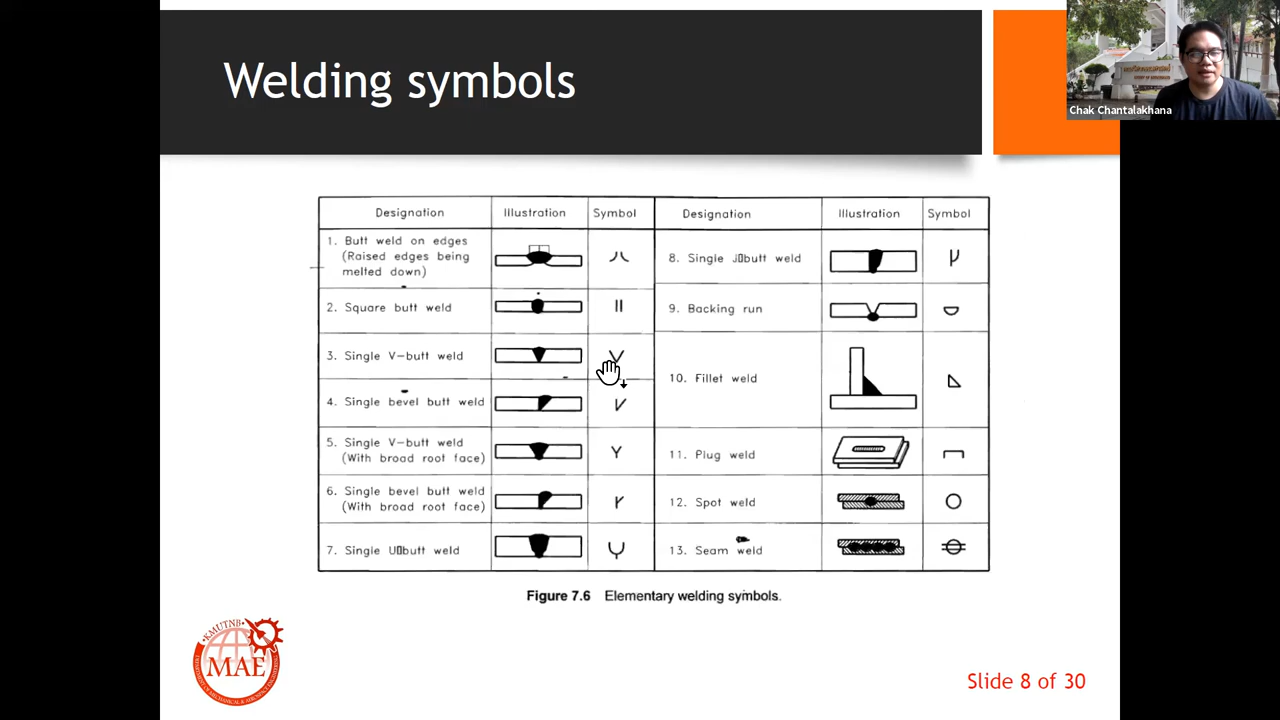 Welding symbols
Chak Chantalakhana
Designation Illustration Symbol Designation Illustration Symbol
1. Butt weld on edges
(Raised edges being
melted down)
2. Square butt weld
3. Single V-butt weld
4. Single bevel butt weld
5. Single V-butt weld
(With broad root face)
6. Single bevel butt weld
(With broad root face)
7. Single U▯butt weld
8. Single J▯butt weld
9. Backing run
10. Fillet weld
11. Plug weld
12. Spot weld
13. Seam weld
Figure 7.6 Elementary welding symbols.
KMUTNB
MAE
Slide 8 of 30